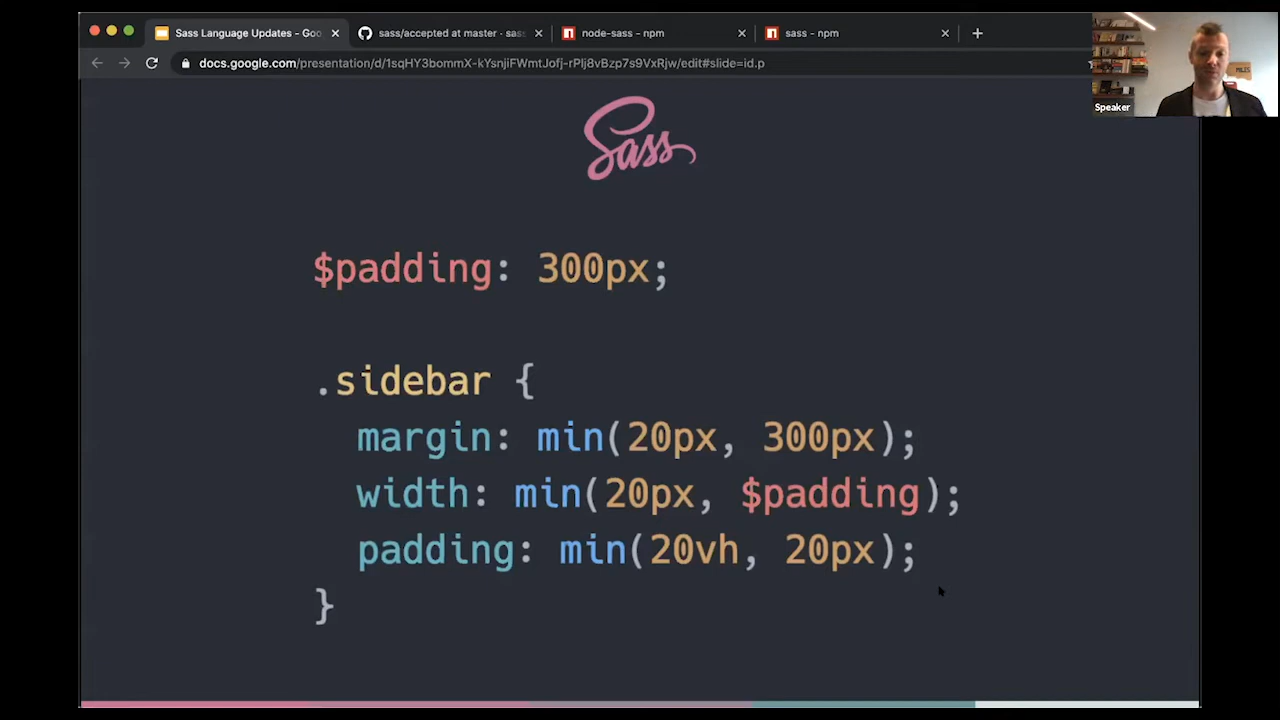 Sass Language Updates - Goo
sass/accepted at master · sass
node-sass - npm
sass - npm
docs.google.com/presentation/d/1sqHY3bommX-kYsnjiFWmtJofj-rPlj8vBzp7s9VxRjw/edit#slide=id.p
Speaker
Sass
$padding: 300px;
.sidebar {
margin: min(20px, 300px);
width: min(20px, $padding);
padding: min(20vh, 20px);
}